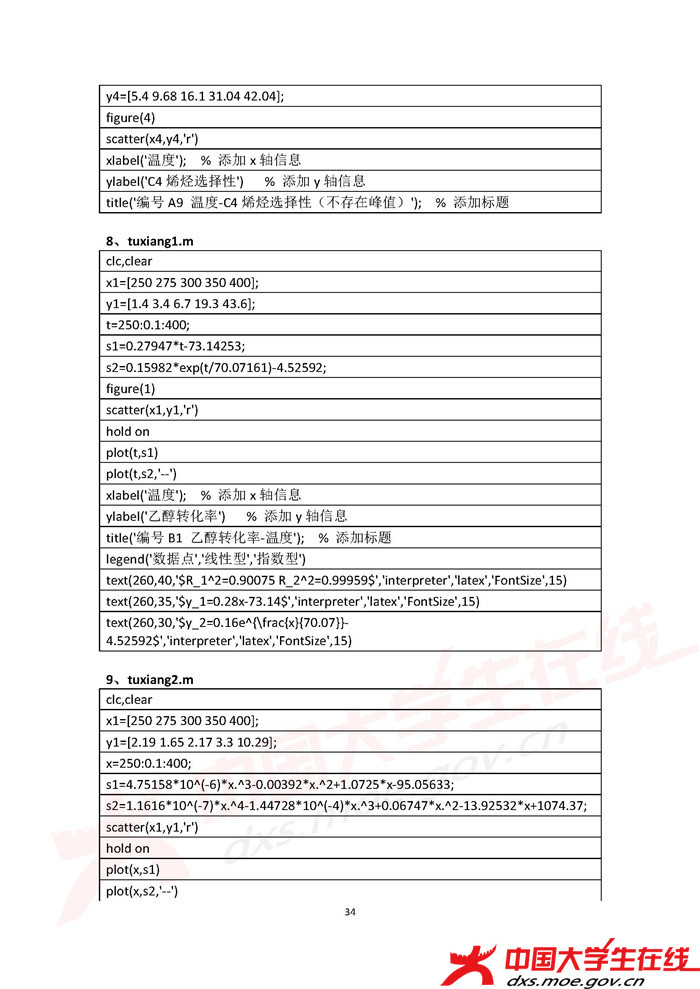 y4=[5.4 9.68 16.1 31.04 42.04];
figure(4)
scatter(x4,y4,'r')
xlabel('温度'); % 添加 x 轴信息
ylabel('C4 烯烃选择性') % 添加 y 轴信息
title('编号 A9 温度-C4 烯烃选择性（不存在峰值）'); % 添加标题
8、tuxiang1.m
clc,clear
x1=[250 275 300 350 400];
y1=[1.4 3.4 6.7 19.3 43.6];
t=250:0.1:400;
s1=0.27947*t-73.14253;
s2=0.15982*exp(t/70.07161)-4.52592;
figure(1)
scatter(x1,y1,'r')
hold on
plot(t,s1)
plot(t,s2,'--')
xlabel('温度'); % 添加 x 轴信息
ylabel('乙醇转化率') % 添加 y 轴信息
title('编号 B1 乙醇转化率-温度'); % 添加标题
legend('数据点','线性型','指数型')
text(260,40,'$R_1^2=0.90075 R_2^2=0.99959$','interpreter','latex','FontSize',15)
text(260,35,'$y_1=0.28x-73.14$','interpreter','latex','FontSize',15)
text(260,30,'$y_2=0.16e^{\frac{x}{70.07}}-
4.52592$','interpreter','latex','FontSize',15)
9、tuxiang2.m
clc,clear
x1=[250 275 300 350 400];
y1=[2.19 1.65 2.17 3.3 10.29];
x=250:0.1:400;
s1=4.75158*10^(-6)*x.^3-0.00392*x.^2+1.0725*x-95.05633;
s2=1.1616*10^(-7)*x.^4-1.44728*10^(-4)*x.^3+0.06747*x.^2-13.92532*x+1074.37;
scatter(x1,y1,'r')
hold on
plot(x,s1)
plot(x,s2,'--')
34
中国大学生在线
dxs.moe.gov.cn
中国大学生在线
dxs.moe.gov.cn